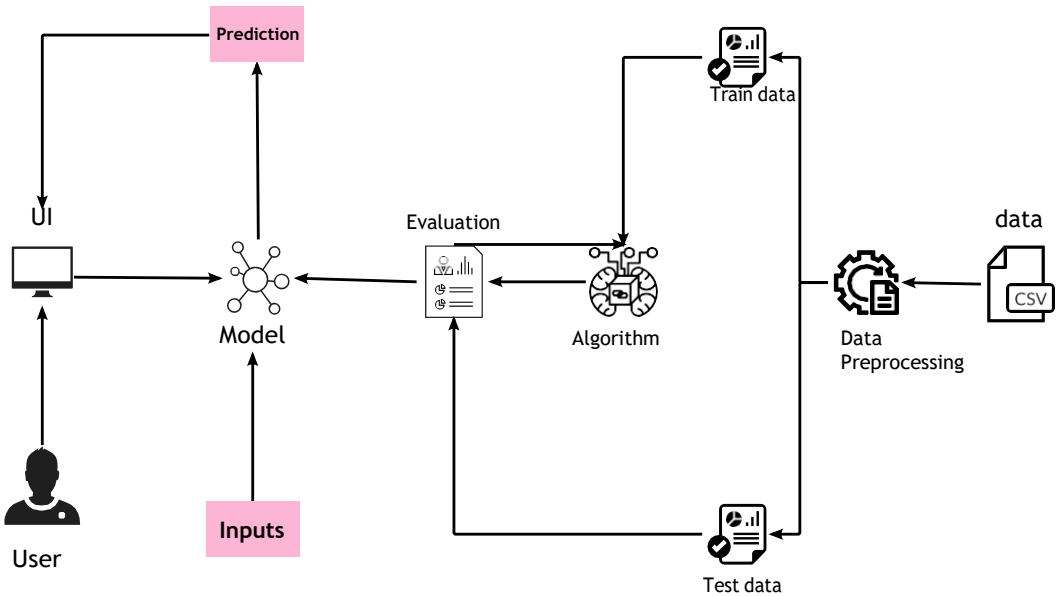 Prediction
Train data
UI
Evaluation
data
CSV
Model
Algorithm
Data
Preprocessing
Inputs
User
Test data